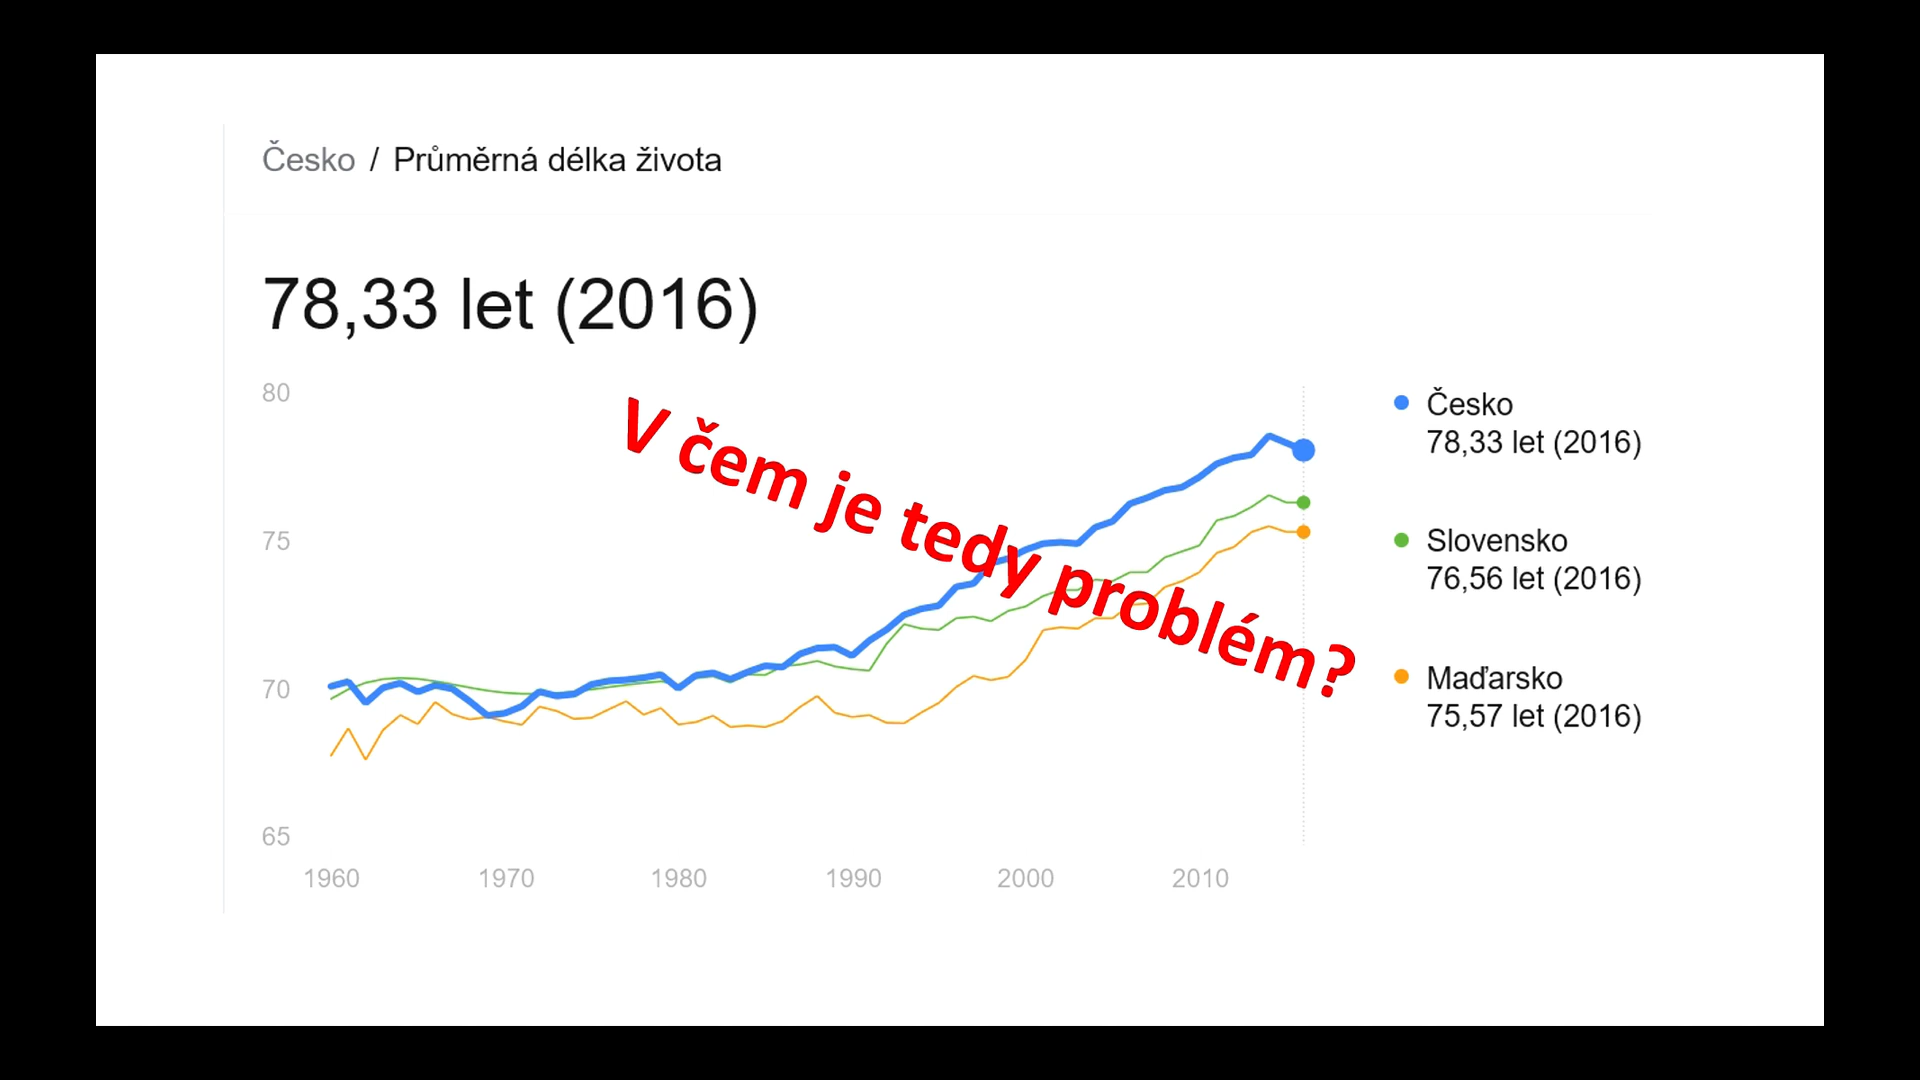 Česko / Průměrná délka života
78,33 let (2016)
80
75
70
65
1960 1970 1980 1990 2000 2010
V čem je tedy problém?
Česko
78,33 let (2016)
Slovensko
76,56 let (2016)
Maďarsko
75,57 let (2016)